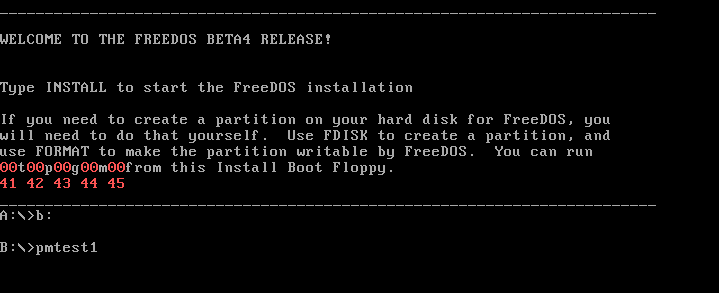 WELCOME TO THE FREEDOS BETA4 RELEASE!
Type INSTALL to start the FreeDOS installation
If you need to create a partition on your hard disk for FreeDOS, you
will need to do that yourself.  Use FDISK to create a partition, and
use FORMAT to make the partition writable by FreeDOS.  You can run
00t00p00g00m00from this Install Boot Floppy.
41 42 43 44 45
A:\>b:
B:\>pmtest1